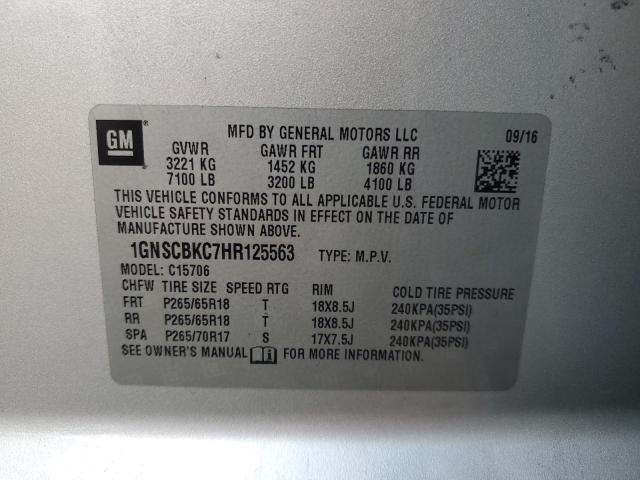 GM
®
MFD BY GENERAL MOTORS LLC 09/16
GVWR GAWR FRT GAWR RR
3221 KG 1452 KG 1860 KG
7100 LB 3200 LB 4100 LB
THIS VEHICLE CONFORMS TO ALL APPLICABLE U.S. FEDERAL MOTOR
VEHICLE SAFETY STANDARDS IN EFFECT ON THE DATE OF
MANUFACTURE SHOWN ABOVE.
1GNSCBKC7HR125563 TYPE: M.P.V.
MODEL: C15706
CHFW TIRE SIZE SPEED RTG RIM COLD TIRE PRESSURE
FRT P265/65R18 T 18X8.5J 240KPA(35PSI)
RR P265/65R18 T 18X8.5J 240KPA(35PSI)
SPA P265/70R17 S 17X7.5J 240KPA(35PSI)
SEE OWNER'S MANUAL FOR MORE INFORMATION.